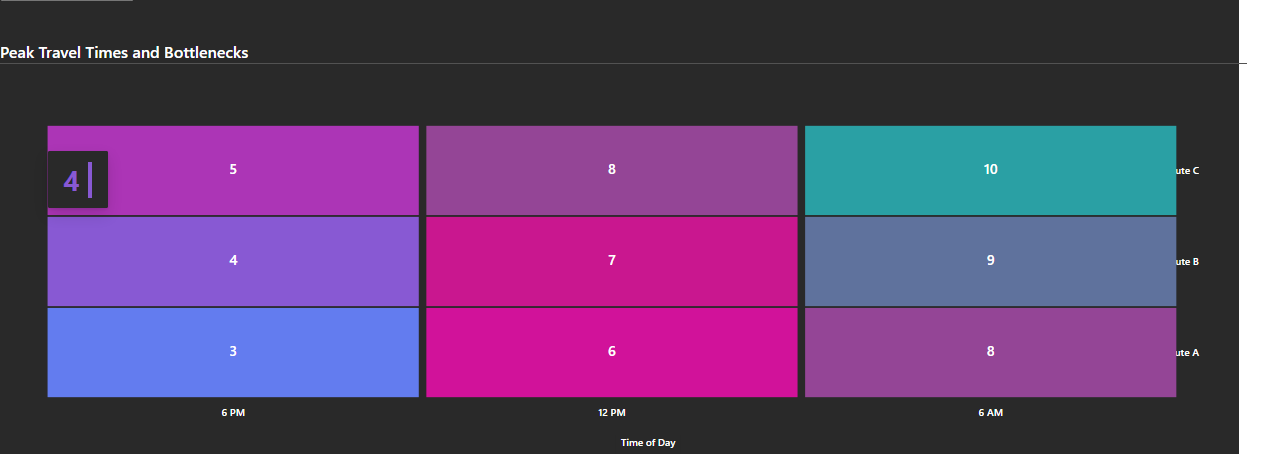 Peak Travel Times and Bottlenecks
5 8 10 ute C
4
4 7 9 ute B
3 6 8 ute A
6 PM 12 PM 6 AM
Time of Day